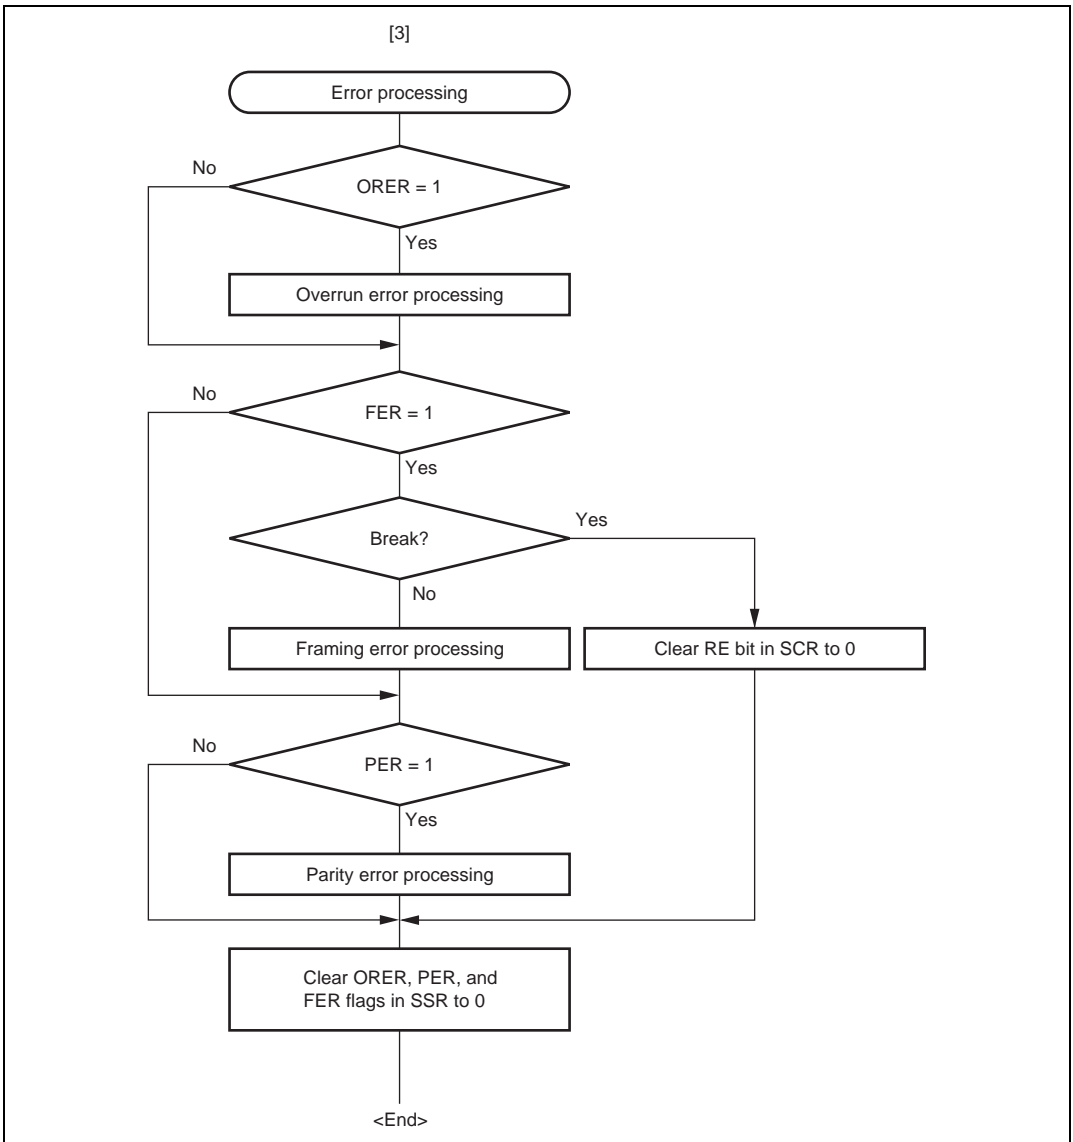 [3]
Error processing
No
ORER = 1
Yes
Overrun error processing
No
FER = 1
Yes
Break?
Yes
No
Framing error processing
Clear RE bit in SCR to 0
No
PER = 1
Yes
Parity error processing
Clear ORER, PER, and
FER flags in SSR to 0
<End>